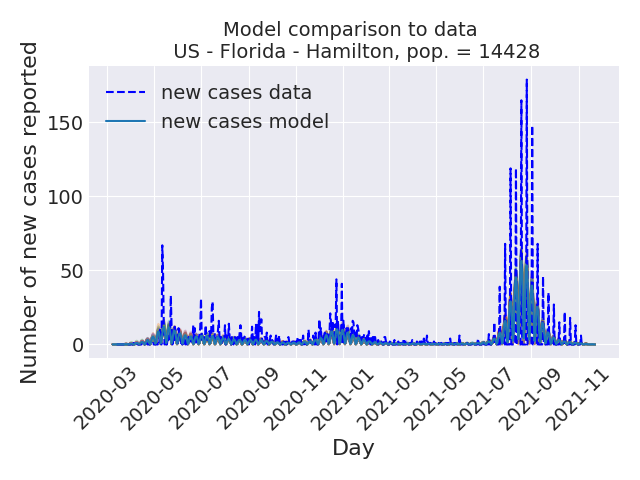 Model comparison to data
US - Florida - Hamilton, pop. = 14428
Number of new cases reported
150
100
50
0
new cases data
new cases model
2020-03
2020-05
2020-07
2020-09
2020-11
2021-01
2021-03
2021-05
2021-07
2021-09
2021-11
Day